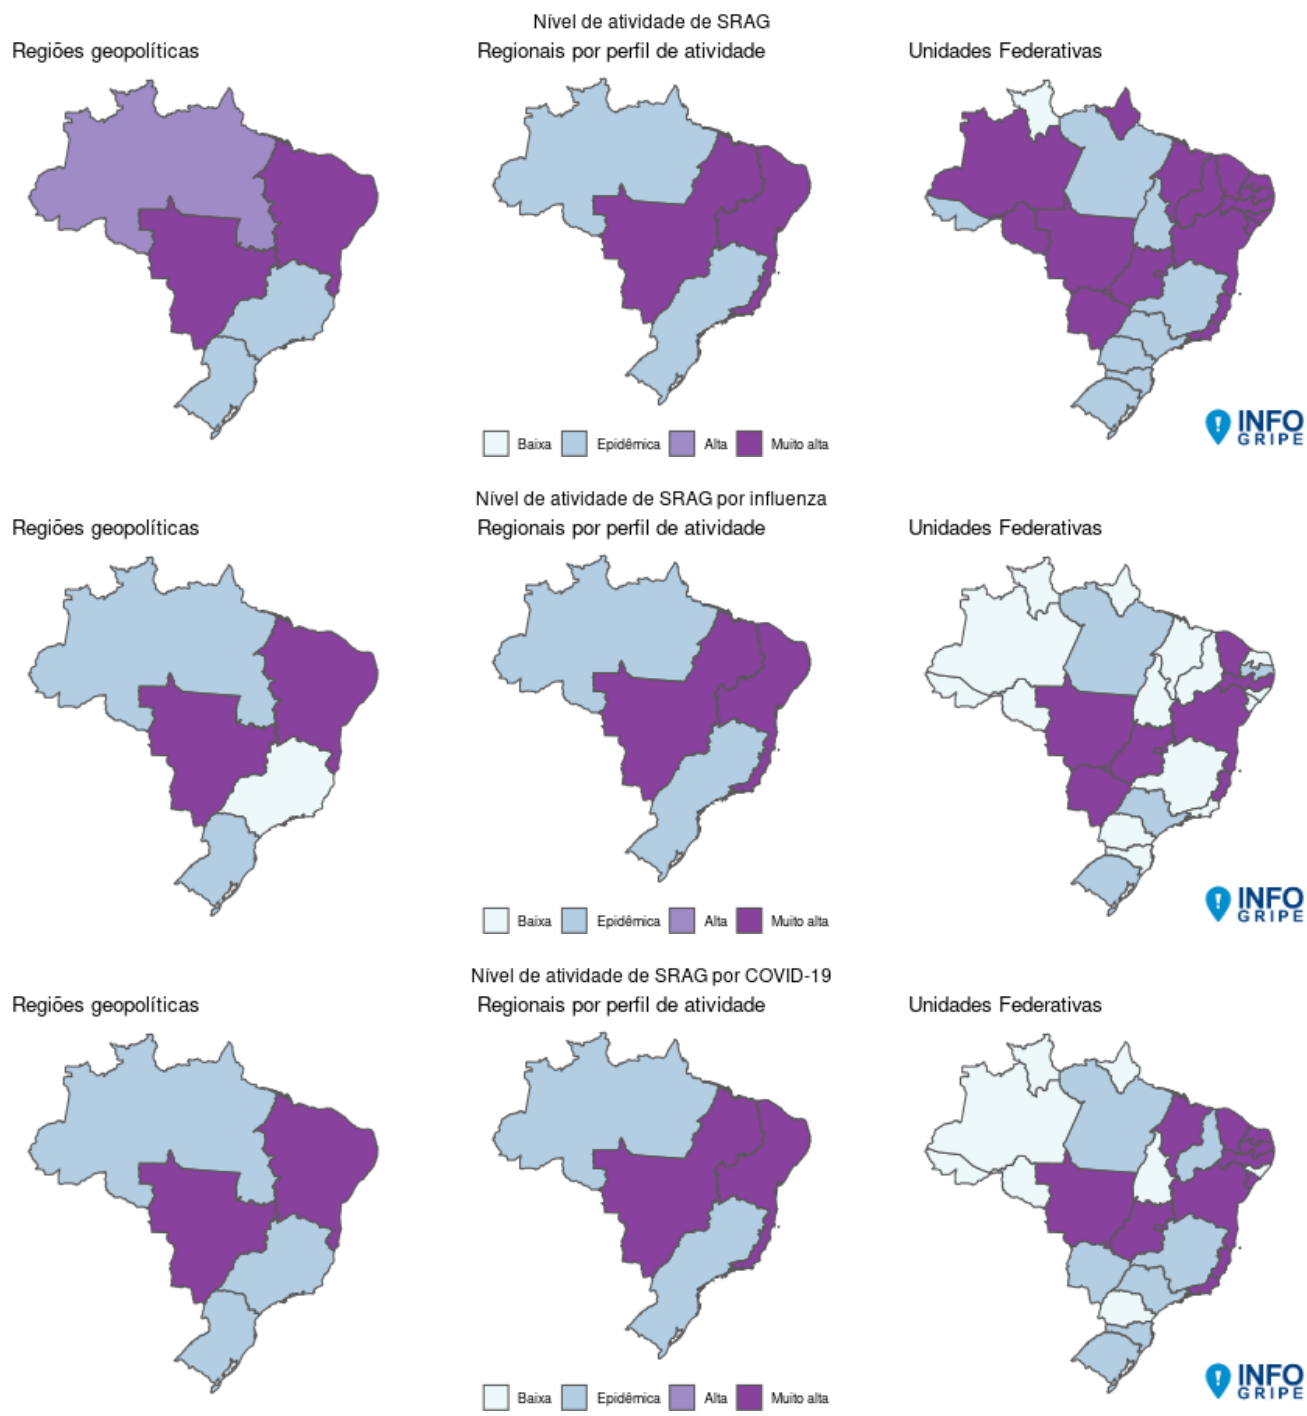 Nível de atividade de SRAG
Regiões geopolíticas
Regionais por perfil de atividade
Unidades Federativas
Baixa
Epidêmica
Alta
Muito alta
INFO
GRIPE
Nível de atividade de SRAG por influenza
Regiões geopolíticas
Regionais por perfil de atividade
Unidades Federativas
Baixa
Epidêmica
Alta
Muito alta
INFO
GRIPE
Nível de atividade de SRAG por COVID-19
Regiões geopolíticas
Regionais por perfil de atividade
Unidades Federativas
Baixa
Epidêmica
Alta
Muito alta
INFO
GRIPE